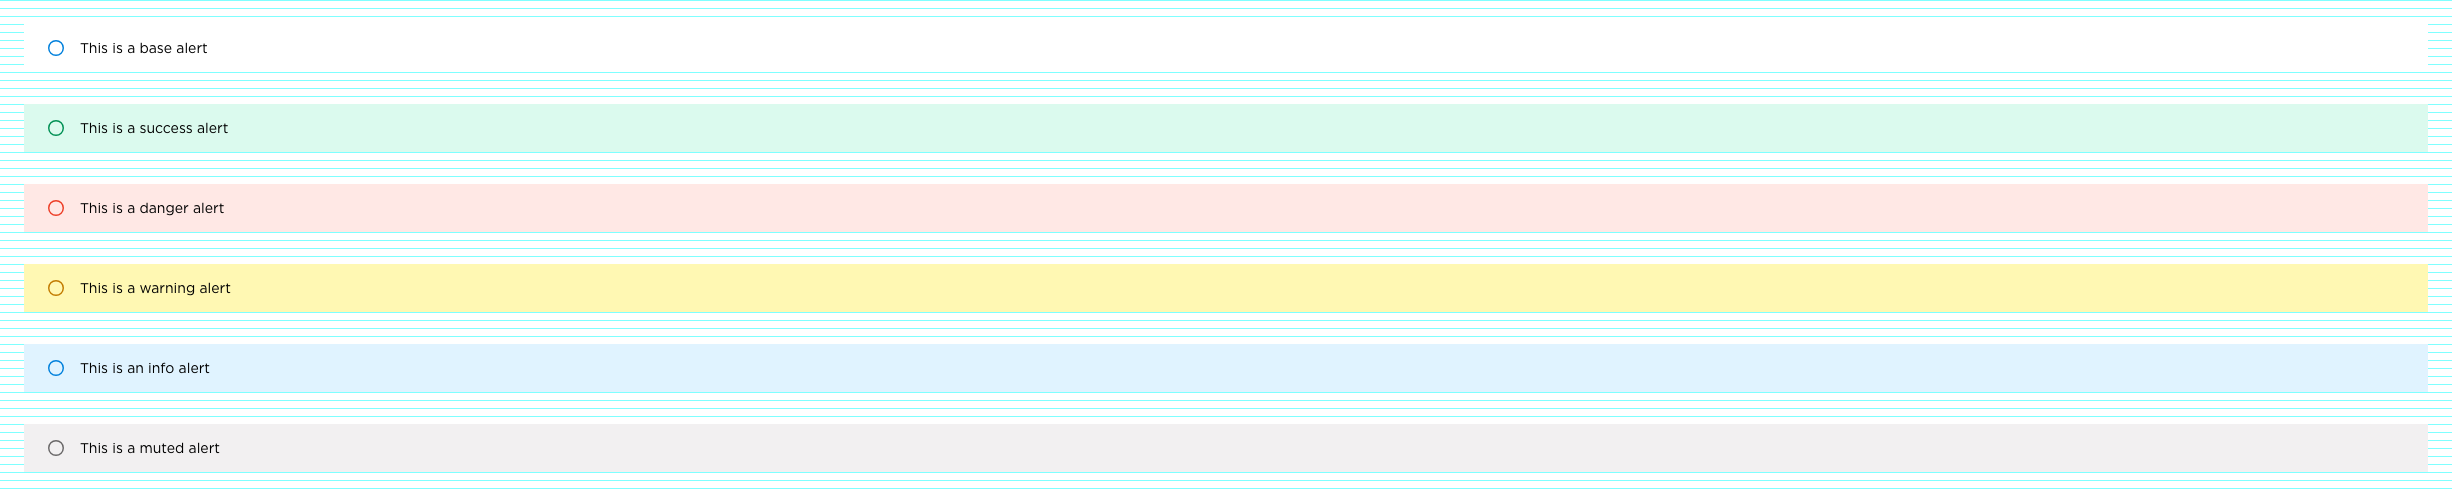 This is a base alert
This is a success alert
This is a danger alert
This is a warning alert
This is an info alert
This is a muted alert